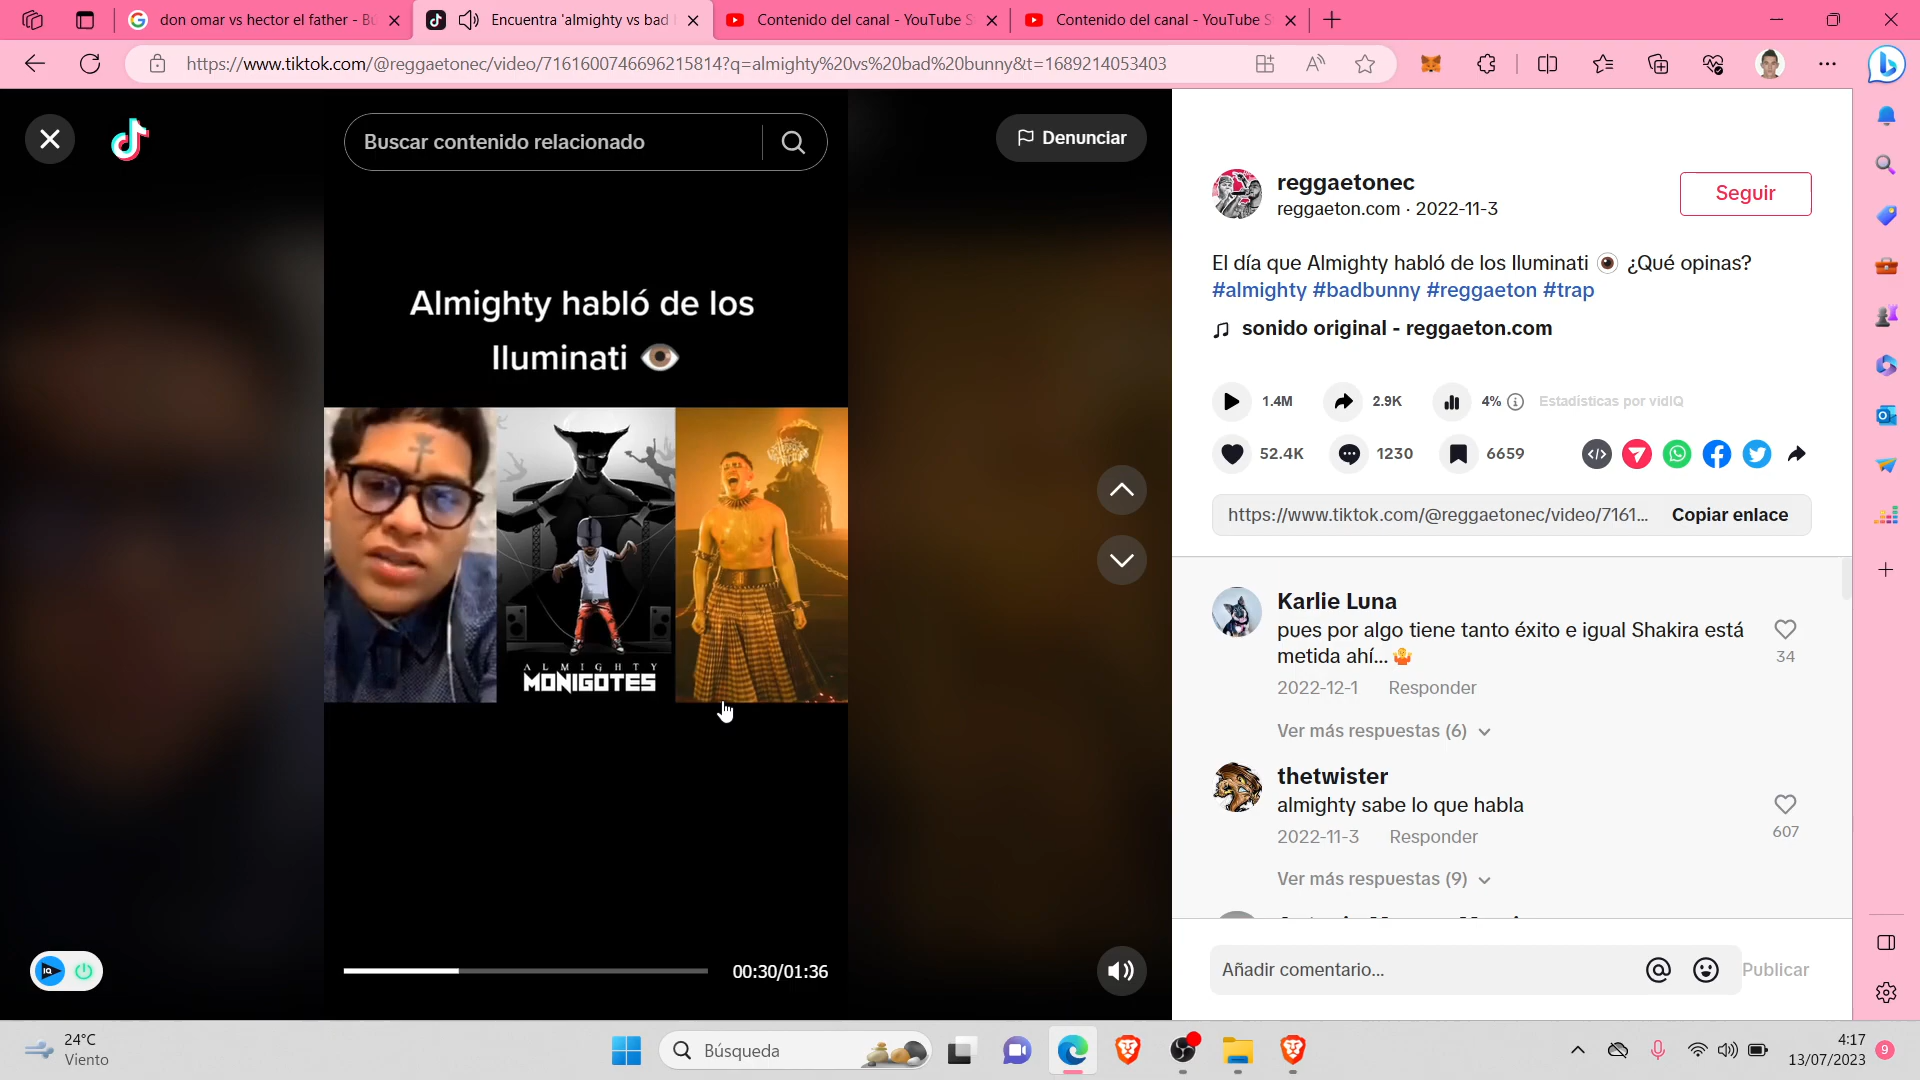 don omar vs hector el father - Bu
Encuentra 'almighty vs bad
Contenido del canal - YouTube S
Contenido del canal - YouTube S
https://www.tiktok.com/@reggaetonec/video/7161600746696215814?q=almighty%20vs%20bad%20bunny&t=1689214053403
Buscar contenido relacionado
Denunciar
Almighty habló de los
Iluminati 👁️
ALMIGHTY
MONIGOTES
00:30/01:36
reggaetonec
reggaeton.com · 2022-11-3
Seguir
El día que Almighty habló de los Iluminati 👁️ ¿Qué opinas?
#almighty #badbunny #reggaeton #trap
sonido original - reggaeton.com
1.4M 2.9K 4% Estadísticas por vidIQ
52.4K 1230 6659
https://www.tiktok.com/@reggaetonec/video/7161... Copiar enlace
Karlie Luna
pues por algo tiene tanto éxito e igual Shakira está
metida ahí... 🤷
34
2022-12-1 Responder
Ver más respuestas (6)
thetwister
almighty sabe lo que habla
607
2022-11-3 Responder
Ver más respuestas (9)
Añadir comentario... Publicar
IQ
24°C
Viento
Búsqueda
4:17
13/07/2023
9